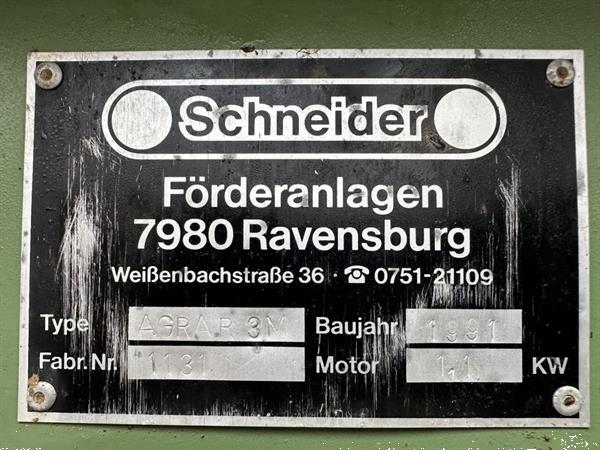 Schneider
Förderanlagen
7980 Ravensburg
Weißenbachstraße 36 · ☎ 0751-21109
Type AGRAR 3M Baujahr 1991
Fabr.Nr. 1131 Motor 1,1 KW